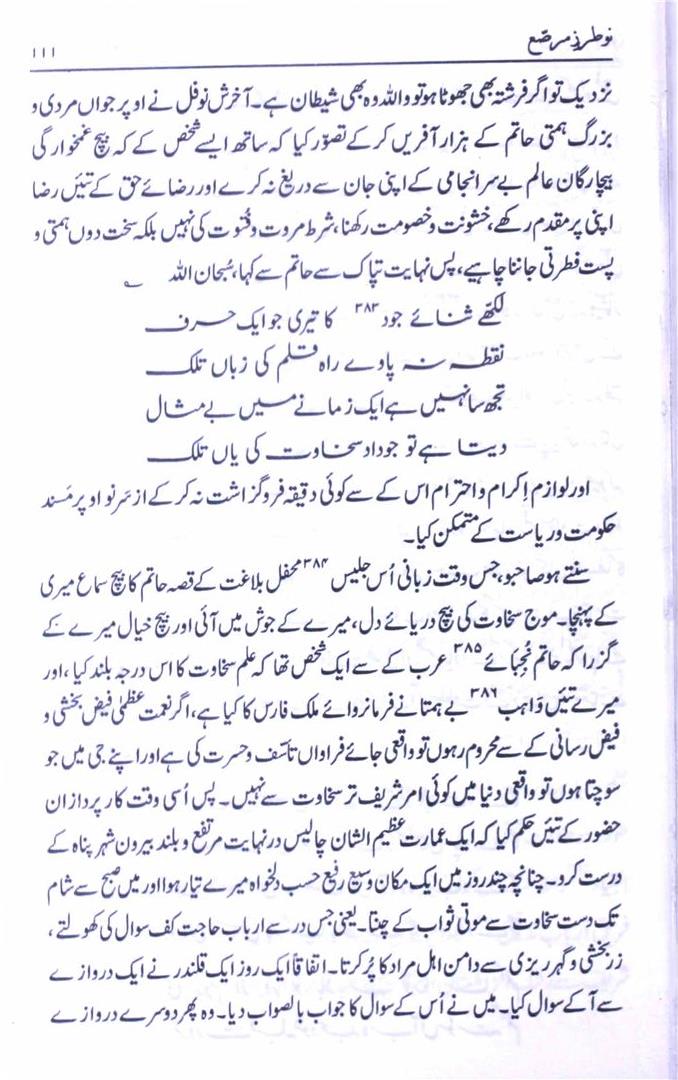 نو طرزِ مرصّع ۱۱۱
نزدیک تو اگر فرشتہ بھی جھوٹا ہو تو واللہ وہ بھی شیطان ہے۔ آخرش نوفل نے اوپر جواں مردی و
بزرگ ہمتی حاتم کے ہزار آفریں کرکے تصوّر کیا کہ ساتھ ایسے شخص کے کہ بیچ غمخوارگی
بیچارگان عالم بے سرانجامی کے اپنی جان سے دریغ نہ کرے اور رضائے حق کے تئیں رضا
اپنی پر مقدم رکھے، خشونت و خصومت رکھنا، شرط مروت و فتوت کی نہیں بلکہ سخت دوں ہمتی و
پست فطرتی جاننا چاہیے، پس نہایت تپاک سے حاتم سے کہا، سُبحان اللہ
لکھّے ثنائے جود ۳۸۳ کا تیری جو ایک حرف
نقطہ نہ پاوے راہ قلم کی زباں تلک
تجھ سا نہیں ہے ایک زمانے میں بے مثال
دیتا ہے تو جو داد سخاوت کی یاں تلک
اور لوازم اِکرام و احترام اس کے سے کوئی دقیقہ فروگزاشت نہ کرکے از سرَ نو اوپر مَسند
حکومت و ریاست کے متمکن کیا۔
سنتے ہو صاحبو، جس وقت زبانی اُس جلیس ۳۸۴ محفل بلاغت کے قصہ حاتم کا بیچ سماع میری
کے پہنچا۔ موج سخاوت کی بیچ دریائے دل، میرے کے جوش میں آئی اور بیچ خیال میرے کے
گزرا کہ حاتم نُجبائے ۳۸۵ عرب کے سے ایک شخص تھا کہ علم سخاوت کا اس درجہ بلند کیا، اور
میرے تئیں وَاہب ۳۸۶ بے ہمتا نے فرمانروائے ملک فارس کا کیا ہے، اگر نعمت عظمیٰ فیض بخشی و
فیض رسانی کے سے محروم رہوں تو واقعی جائے فراواں تأسّف و حسرت کی ہے اور اپنے جی میں جو
سوچتا ہوں تو واقعی دنیا میں کوئی امر شریف تر سخاوت سے نہیں۔ پس اُسی وقت کار پردازان
حضور کے تئیں حکم کیا کہ ایک عمارت عظیم الشان چالیس در نہایت مرتفع و بلند بیرون شہر پناہ کے
درست کرو۔ چنانچہ چند روز میں ایک مکان وسیع رفیع حسب دلخواہ میرے تیار ہوا اور میں صبح سے شام
تک دست سخاوت سے موتی ثواب کے چنتا۔ یعنی جس در سے ارباب حاجت کف سوال کی کھولتے،
زر بخشی و گہر ریزی سے دامن اہل مراد کا پُر کرتا۔ اتفاقاً ایک روز ایک قلندر نے ایک دروازے
سے آ کے سوال کیا۔ میں نے اُس کے سوال کا جواب بالصواب دیا۔ وہ پھر دوسرے دروازے